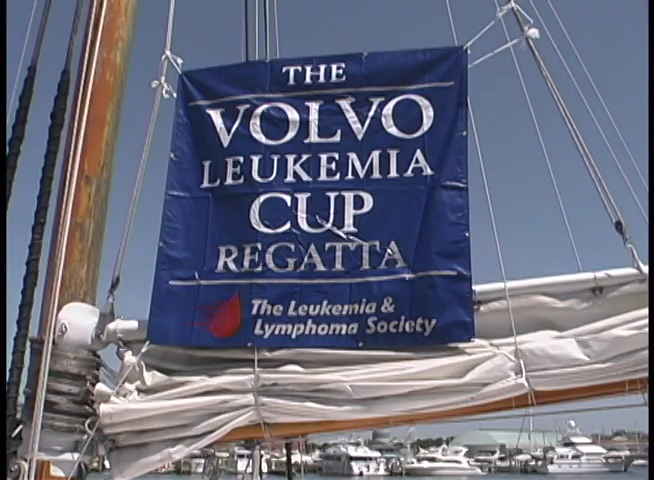 THE
VOLVO
LEUKEMIA
CUP
REGATTA
The Leukemia &
Lymphoma Society